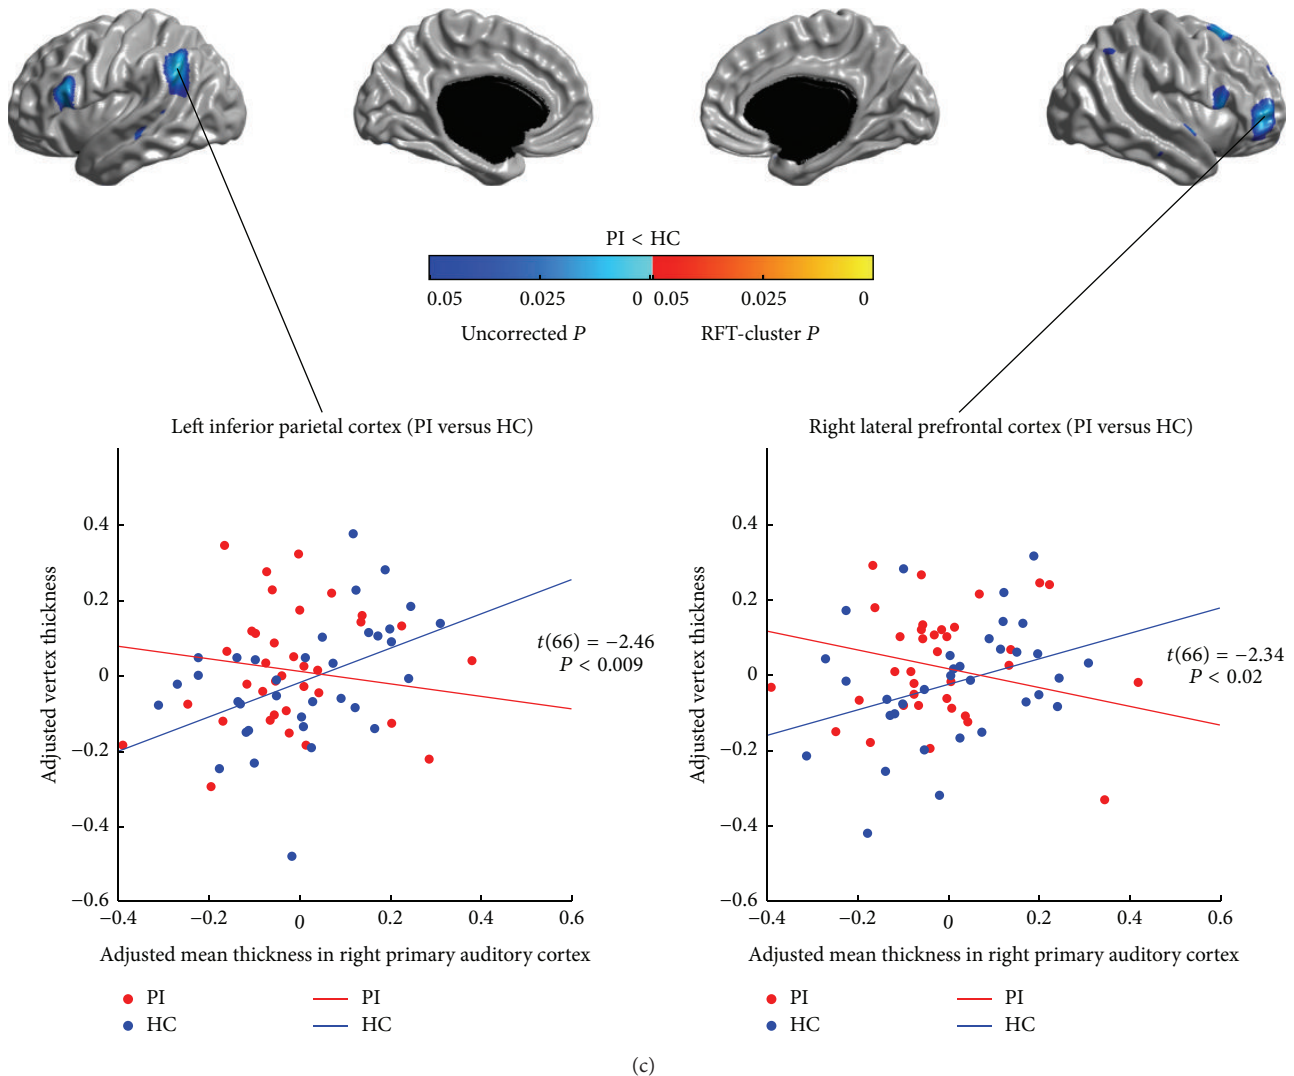 PI < HC
0.05 0.025 0 0.05 0.025 0
Uncorrected P RFT-cluster P
Left inferior parietal cortex (PI versus HC)
0.4
0.2
0
−0.2
−0.4
−0.6
Adjusted vertex thickness
t(66) = −2.46
P < 0.009
−0.4 −0.2 0 0.2 0.4 0.6
Adjusted mean thickness in right primary auditory cortex
PI PI
HC HC
Right lateral prefrontal cortex (PI versus HC)
0.4
0.2
0
−0.2
−0.4
−0.6
Adjusted vertex thickness
t(66) = −2.34
P < 0.02
−0.4 −0.2 0 0.2 0.4 0.6
Adjusted mean thickness in right primary auditory cortex
PI PI
HC HC
(c)